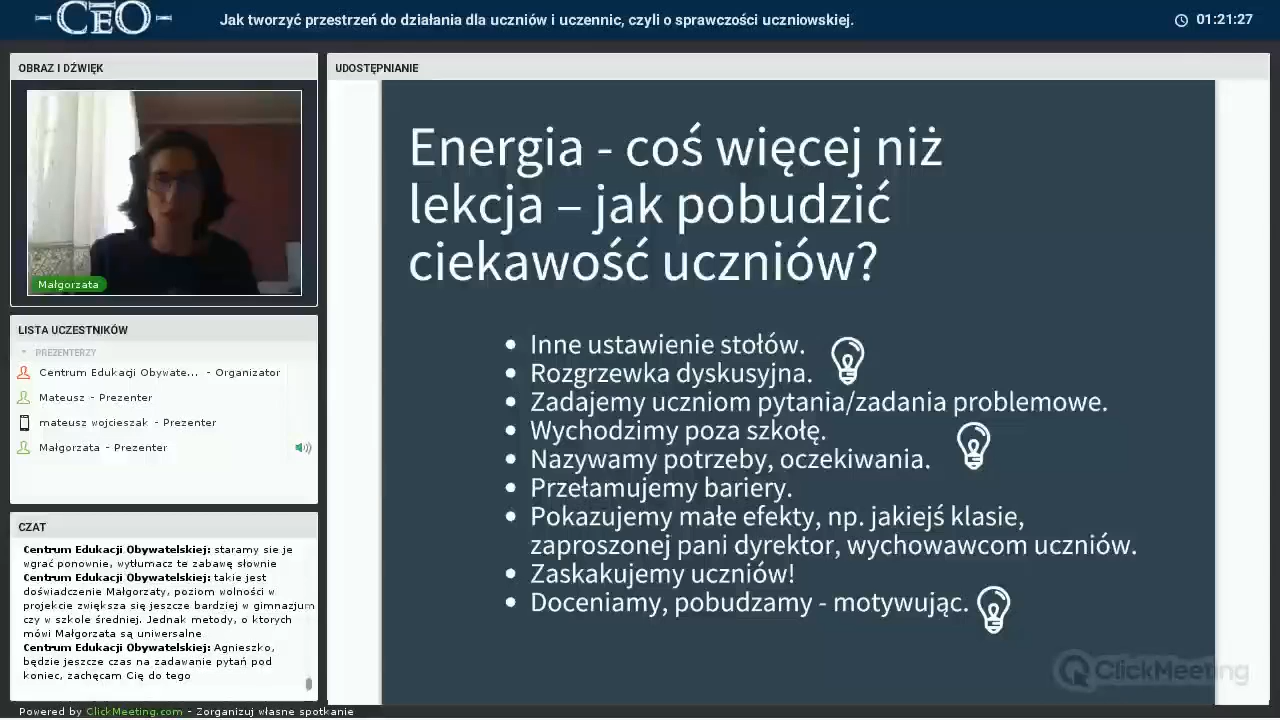 CEO
Jak tworzyć przestrzeń do działania dla uczniów i uczennic, czyli o sprawczości uczniowskiej.
01:21:27
OBRAZ I DŹWIĘK
Małgorzata
LISTA UCZESTNIKÓW
PREZENTERZY
Centrum Edukacji Obywate... - Organizator
Mateusz - Prezenter
mateusz wojcieszak - Prezenter
Małgorzata - Prezenter
CZAT
Centrum Edukacji Obywatelskiej: staramy sie je
wgrać ponownie, wytłumacz te zabawę słownie
Centrum Edukacji Obywatelskiej: takie jest
doświadczenie Małgorzaty, poziom wolności w
projekcie zwiększa się jeszcze bardziej w gimnazjum
czy w szkole średniej. Jednak metody, o ktorych
mówi Małgorzata są uniwersalne
Centrum Edukacji Obywatelskiej: Agnieszko,
będzie jeszcze czas na zadawanie pytań pod
koniec, zachęcam Cię do tego
UDOSTĘPNIANIE
Energia - coś więcej niż
lekcja – jak pobudzić
ciekawość uczniów?
Inne ustawienie stołów.
Rozgrzewka dyskusyjna.
Zadajemy uczniom pytania/zadania problemowe.
Wychodzimy poza szkołę.
Nazywamy potrzeby, oczekiwania.
Przełamujemy bariery.
Pokazujemy małe efekty, np. jakiejś klasie,
zaproszonej pani dyrektor, wychowawcom uczniów.
Zaskakujemy uczniów!
Doceniamy, pobudzamy - motywując.
ClickMeeting
Powered by ClickMeeting.com - Zorganizuj własne spotkanie